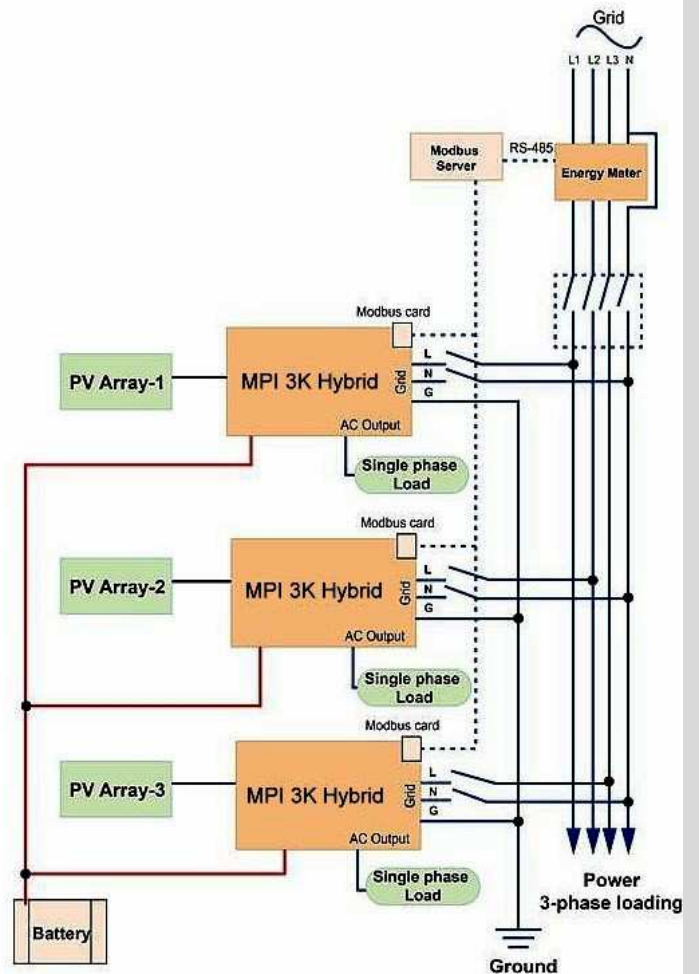 Grid
L1 L2 L3 N
Modbus
Server
RS-485
Energy Meter
Modbus card
PV Array-1
MPI 3K Hybrid
Grid
L
N
G
AC Output
Single phase
Load
Modbus card
PV Array-2
MPI 3K Hybrid
Grid
L
N
G
AC Output
Single phase
Load
Modbus card
PV Array-3
MPI 3K Hybrid
Grid
L
N
G
AC Output
Single phase
Load
Power
3-phase loading
Battery
Ground